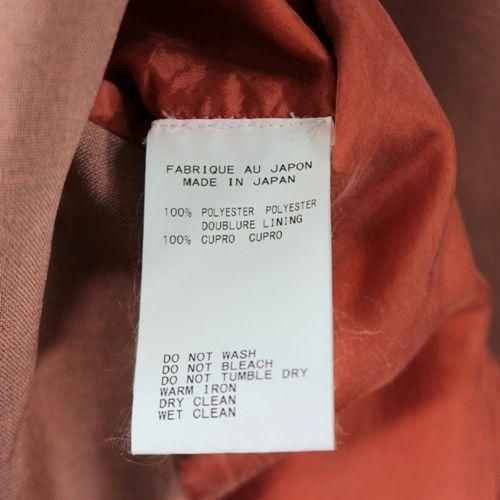 FABRIQUE AU JAPON
MADE IN JAPAN
100% POLYESTER POLYESTER
DOUBLURE LINING
100% CUPRO CUPRO
DO NOT WASH
DO NOT BLEACH
DO NOT TUMBLE DRY
WARM IRON
DRY CLEAN
WET CLEAN